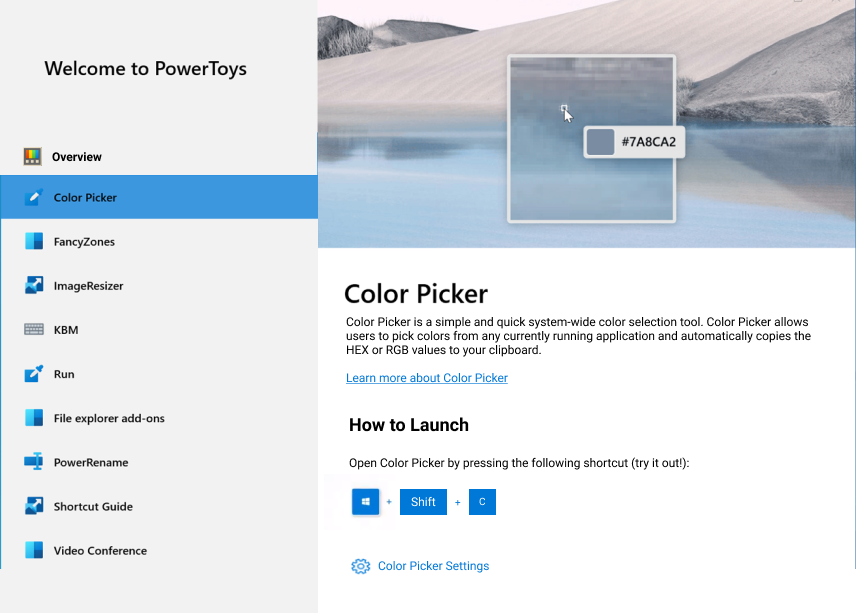 Welcome to PowerToys
Overview
Color Picker
FancyZones
ImageResizer
KBM
Run
File explorer add-ons
PowerRename
Shortcut Guide
Video Conference
#7A8CA2
Color Picker
Color Picker is a simple and quick system-wide color selection tool. Color Picker allows
users to pick colors from any currently running application and automatically copies the
HEX or RGB values to your clipboard.
Learn more about Color Picker
How to Launch
Open Color Picker by pressing the following shortcut (try it out!):
+ Shift + C
Color Picker Settings